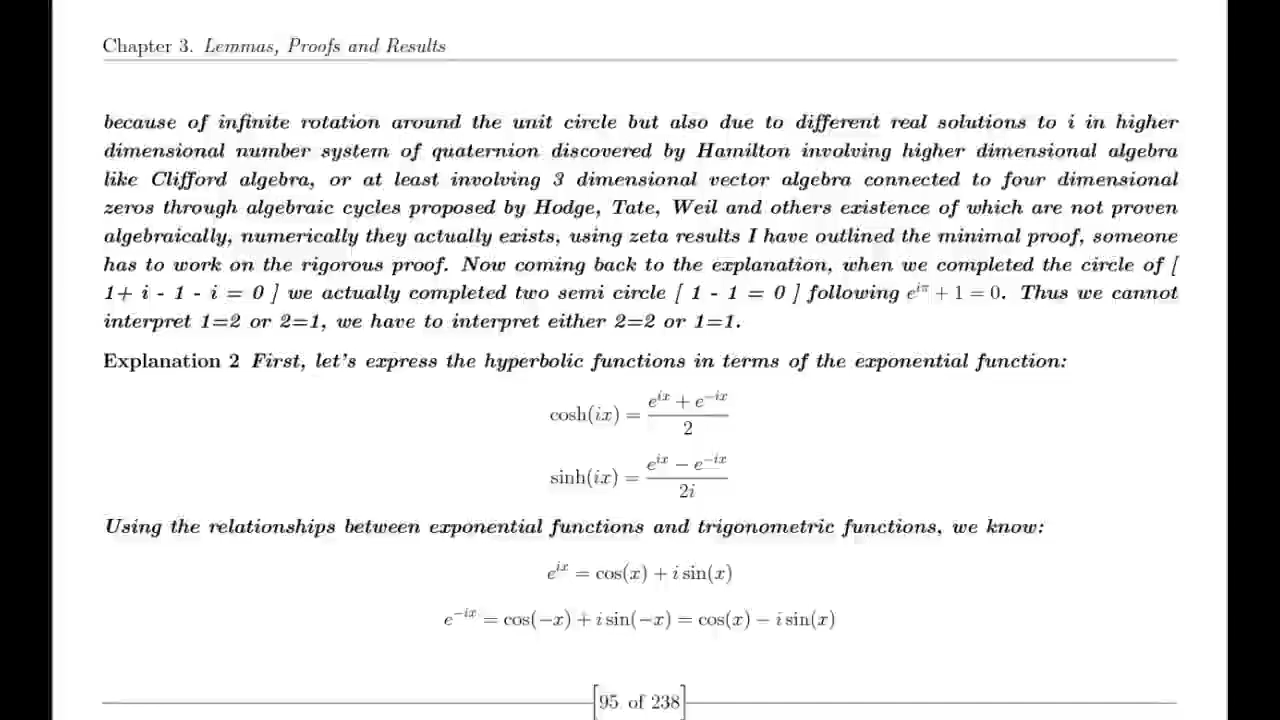 Chapter 3. Lemmas, Proofs and Results
because of infinite rotation around the unit circle but also due to different real solutions to i in higher
dimensional number system of quaternion discovered by Hamilton involving higher dimensional algebra
like Clifford algebra, or at least involving 3 dimensional vector algebra connected to four dimensional
zeros through algebraic cycles proposed by Hodge, Tate, Weil and others existence of which are not proven
algebraically, numerically they actually exists, using zeta results I have outlined the minimal proof, someone
has to work on the rigorous proof. Now coming back to the explanation, when we completed the circle of [
1+ i - 1 - i = 0 ] we actually completed two semi circle [ 1 - 1 = 0 ] following e^{iπ} + 1 = 0. Thus we cannot
interpret 1=2 or 2=1, we have to interpret either 2=2 or 1=1.
Explanation 2 First, let's express the hyperbolic functions in terms of the exponential function:
cosh(ix) = \frac{e^{ix} + e^{-ix}}{2}
sinh(ix) = \frac{e^{ix} − e^{-ix}}{2i}
Using the relationships between exponential functions and trigonometric functions, we know:
e^{ix} = cos(x) + i sin(x)
e^{-ix} = cos(−x) + i sin(−x) = cos(x) − i sin(x)
95 of 238